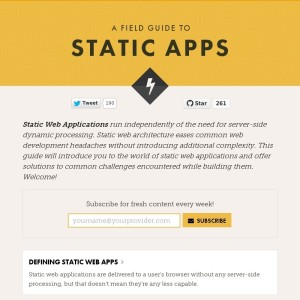 A FIELD GUIDE TO
STATIC APPS
Tweet 190
Star 261
Static Web Applications run independently of the need for server-side
dynamic processing. Static web architecture eases common web
development headaches without introducing additional complexity. This
guide will introduce you to the world of static web applications and offer
solutions to common challenges encountered while building them.
Welcome!
Subscribe for fresh content every week!
yourname@yourprovider.com SUBSCRIBE
DEFINING STATIC WEB APPS >
Static web applications are delivered to a user's browser without any server-side
processing, but that doesn't mean they're any less capable.